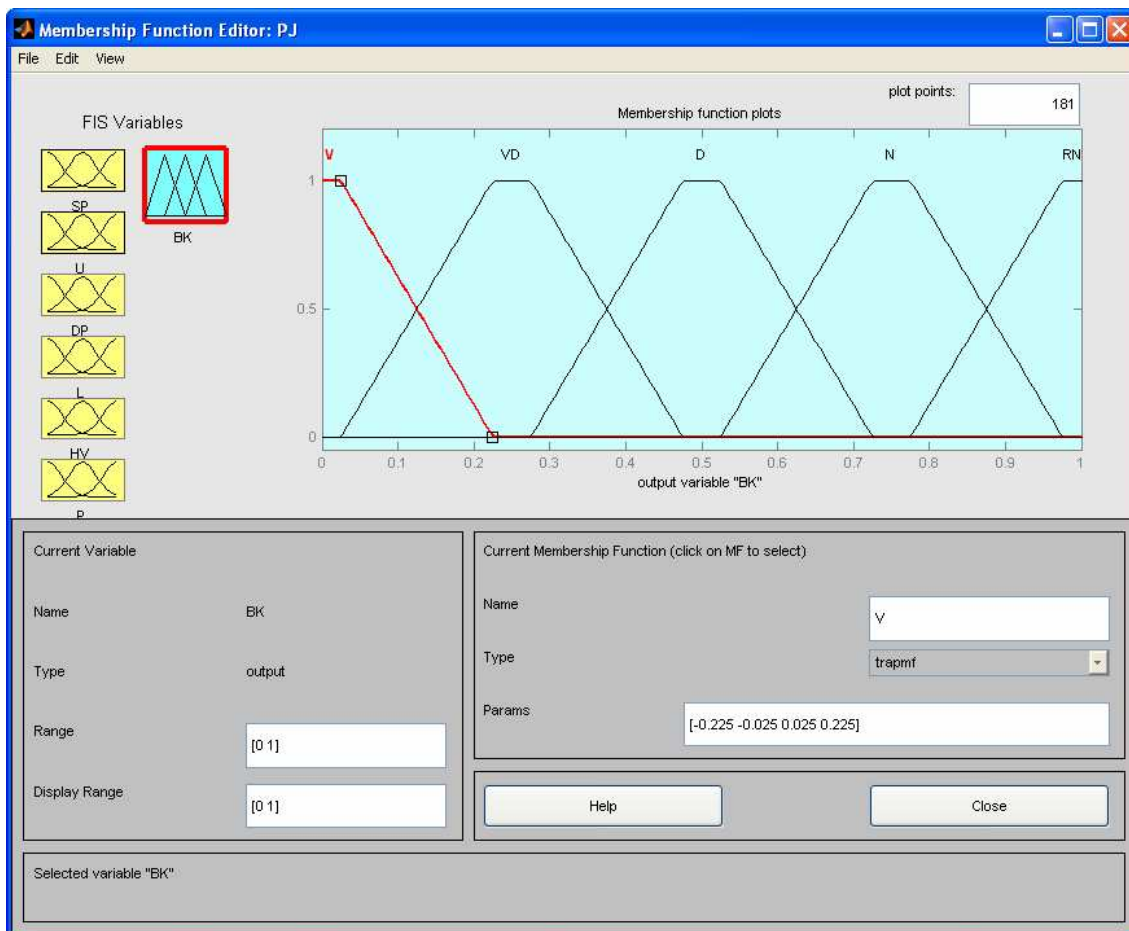 Membership Function Editor: PJ
File Edit View
plot points:
181
FIS Variables
Membership function plots
SP
U
DP
L
HV
P
BK
V VD D N RN
1
0.5
0
0 0.1 0.2 0.3 0.4 0.5 0.6 0.7 0.8 0.9 1
output variable "BK"
Current Variable
Name BK
Type output
Range [0 1]
Display Range [0 1]
Current Membership Function (click on MF to select)
Name V
Type trapmf
Params [-0.225 -0.025 0.025 0.225]
Help Close
Selected variable "BK"